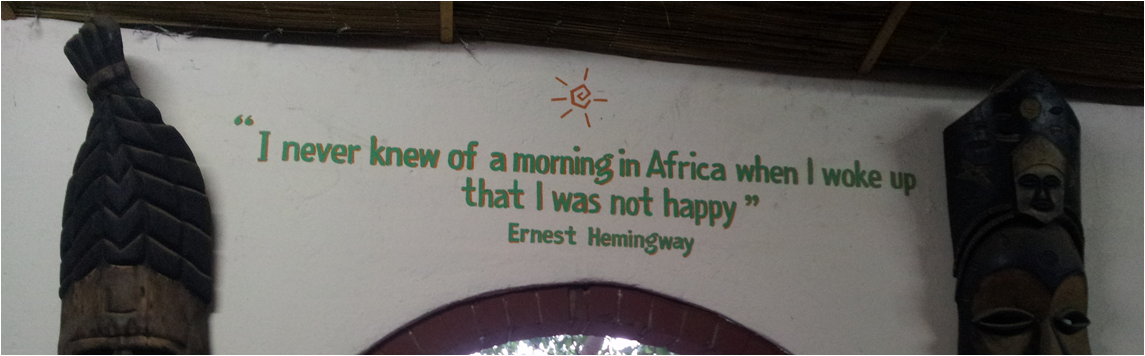 “I never knew of a morning in Africa when I woke up
that I was not happy”
Ernest Hemingway